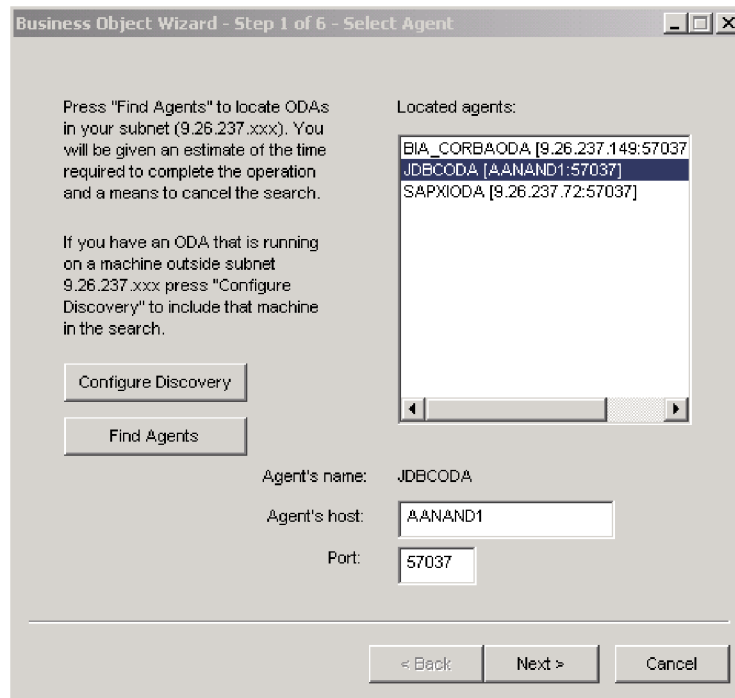 Business Object Wizard - Step 1 of 6 - Select Agent
Press "Find Agents" to locate ODAs
in your subnet (9.26.237.xxx). You
will be given an estimate of the time
required to complete the operation
and a means to cancel the search.
If you have an ODA that is running
on a machine outside subnet
9.26.237.xxx press "Configure
Discovery" to include that machine
in the search.
Configure Discovery
Find Agents
Located agents:
BIA_CORBAODA [9.26.237.149:57037
JDBCODA [AANAND1:57037]
SAPXIODA [9.26.237.72:57037]
Agent's name: JDBCODA
Agent's host: AANAND1
Port: 57037
< Back Next > Cancel